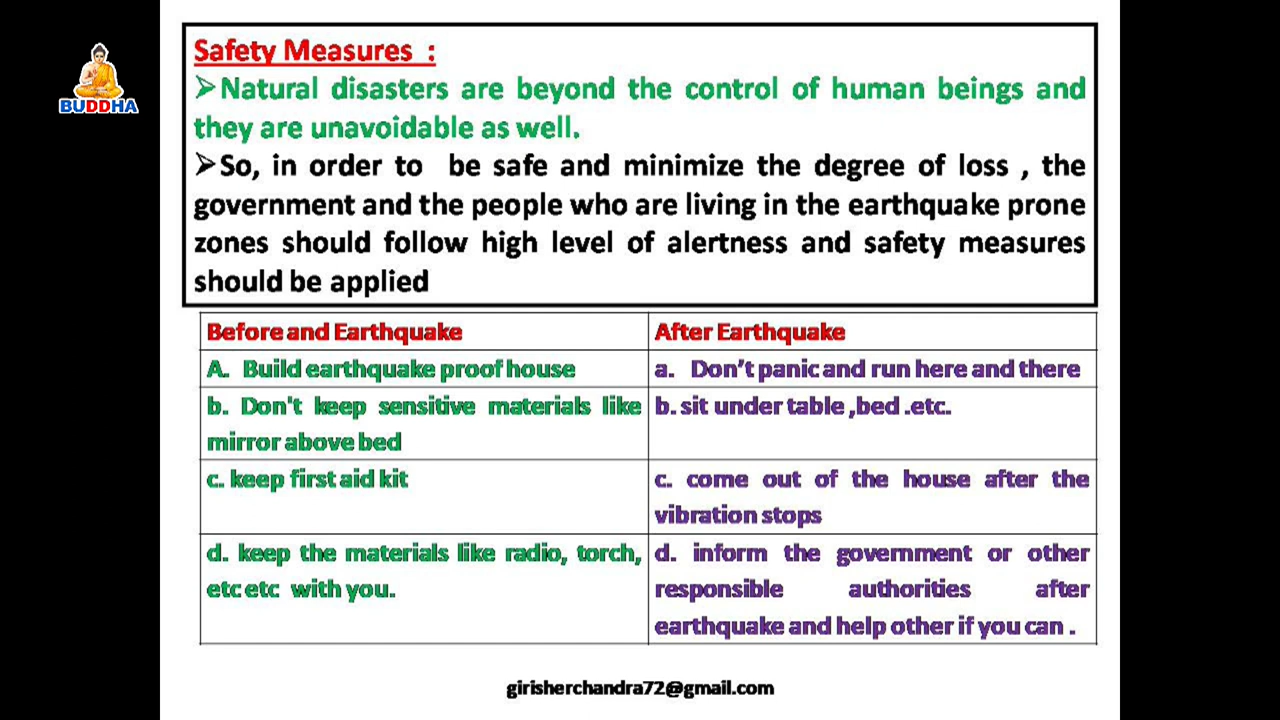 BUDDHA
Safety Measures :
➢Natural disasters are beyond the control of human beings and
they are unavoidable as well.
➢So, in order to be safe and minimize the degree of loss , the
government and the people who are living in the earthquake prone
zones should follow high level of alertness and safety measures
should be applied
Before and Earthquake
After Earthquake
A. Build earthquake proof house
a. Don’t panic and run here and there
b. Don't keep sensitive materials like
mirror above bed
b. sit under table ,bed .etc.
c. keep first aid kit
c. come out of the house after the
vibration stops
d. keep the materials like radio, torch,
etc etc with you.
d. inform the government or other
responsible authorities after
earthquake and help other if you can .
girisherchandra72@gmail.com